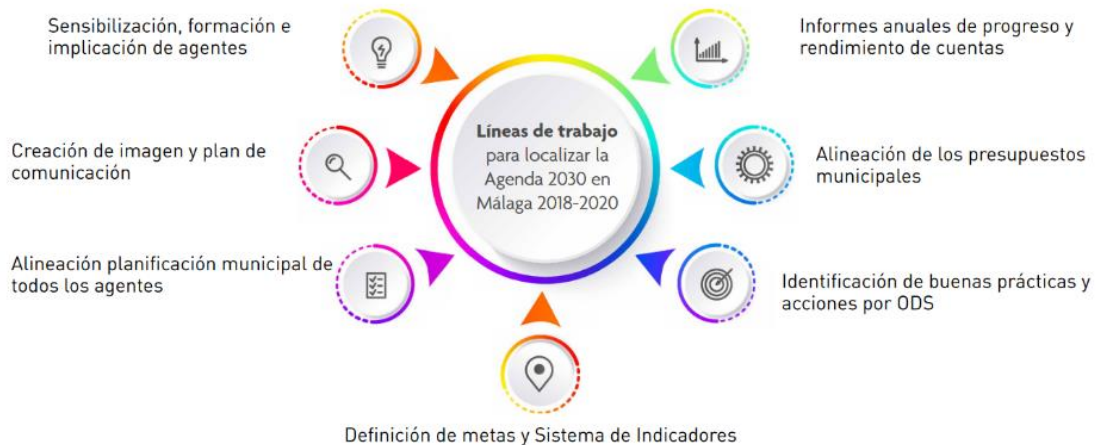 Sensibilización, formación e
implicación de agentes
Creación de imagen y plan de
comunicación
Alineación planificación municipal de
todos los agentes
Líneas de trabajo
para localizar la
Agenda 2030 en
Málaga 2018-2020
Informes anuales de progreso y
rendimiento de cuentas
Alineación de los presupuestos
municipales
Identificación de buenas prácticas y
acciones por ODS
Definición de metas y Sistema de Indicadores